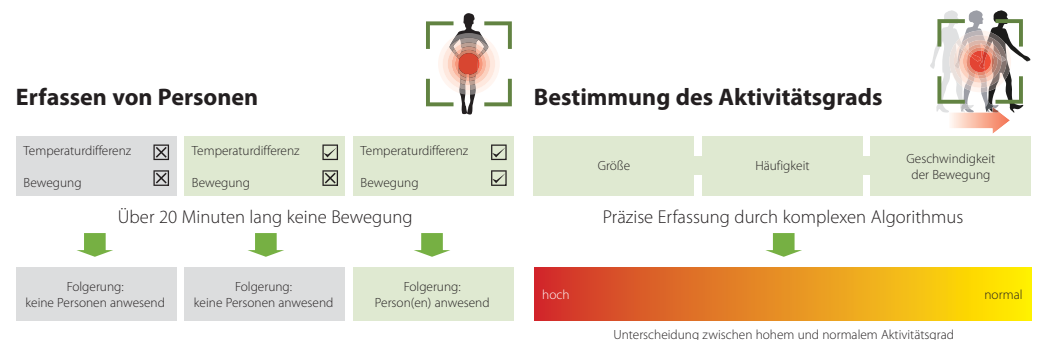 Erfassen von Personen
Temperaturdifferenz
Bewegung
Temperaturdifferenz
Bewegung
Temperaturdifferenz
Bewegung
Über 20 Minuten lang keine Bewegung
Folgerung:
keine Personen anwesend
Folgerung:
keine Personen anwesend
Folgerung:
Person(en) anwesend
Bestimmung des Aktivitätsgrads
Größe
Häufigkeit
Geschwindigkeit
der Bewegung
Präzise Erfassung durch komplexen Algorithmus
hoch
normal
Unterscheidung zwischen hohem und normalem Aktivitätsgrad